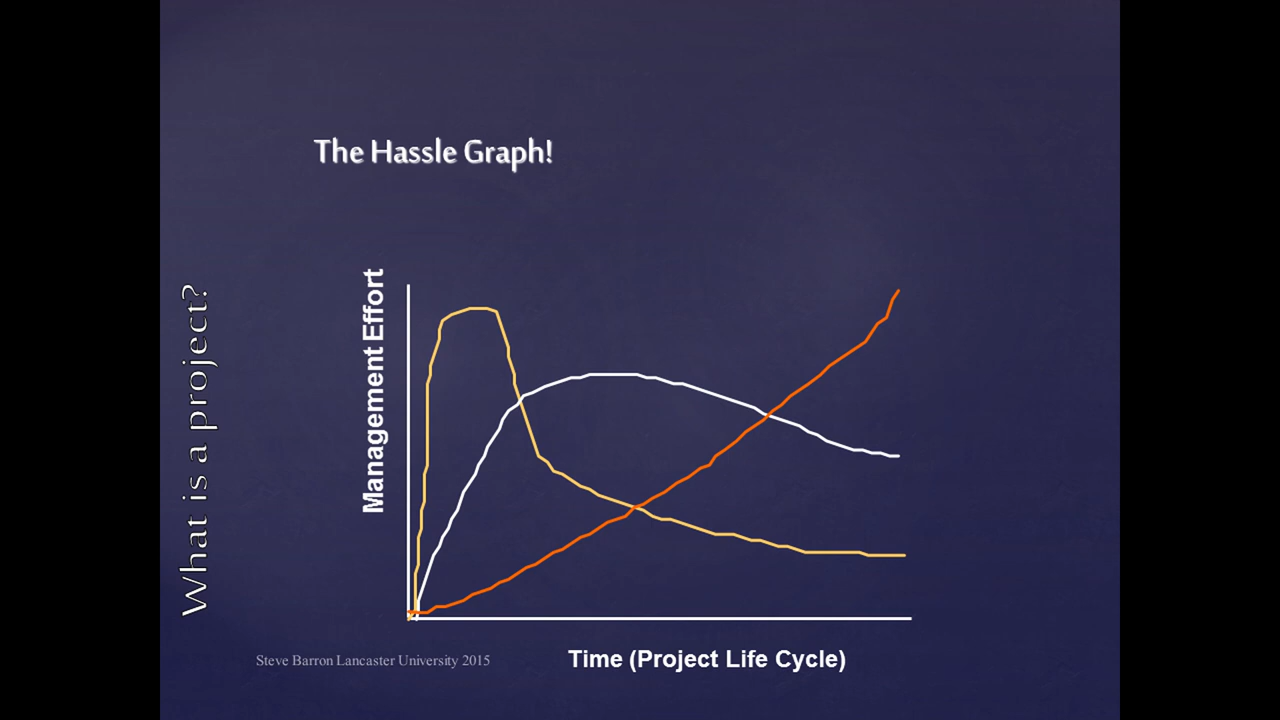 The Hassle Graph!
What is a project?
Management Effort
Time (Project Life Cycle)
Steve Barron Lancaster University 2015